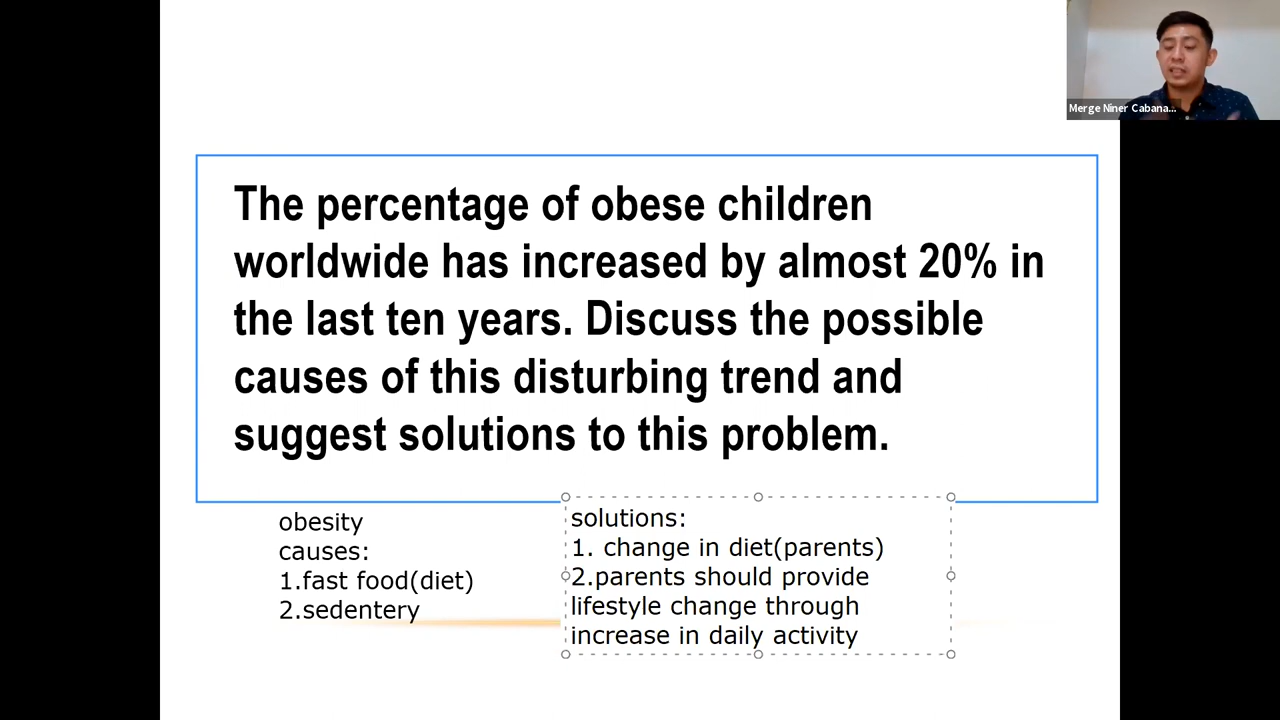 Merge Niner Cabana...
The percentage of obese children
worldwide has increased by almost 20% in
the last ten years. Discuss the possible
causes of this disturbing trend and
suggest solutions to this problem.
obesity
causes:
1.fast food(diet)
2.sedentery
solutions:
1. change in diet(parents)
2.parents should provide
lifestyle change through
increase in daily activity